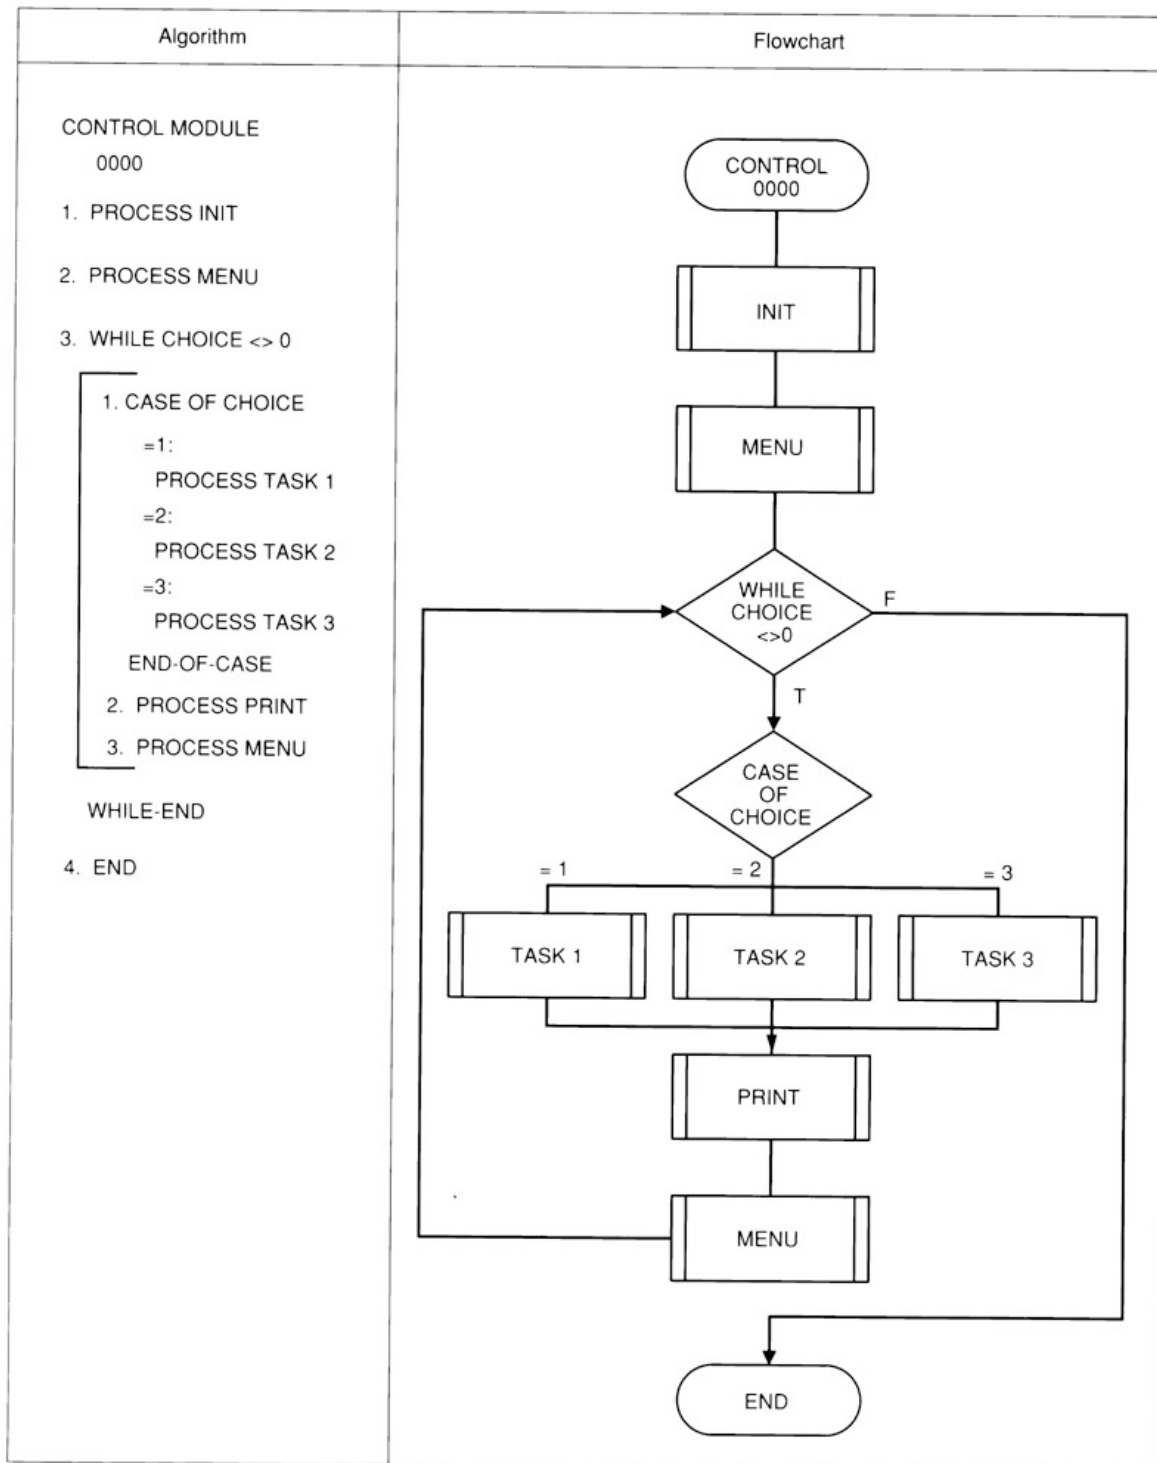 Algorithm
Flowchart
CONTROL MODULE
0000
1. PROCESS INIT
2. PROCESS MENU
3. WHILE CHOICE <> 0
1. CASE OF CHOICE
=1:
PROCESS TASK 1
=2:
PROCESS TASK 2
=3:
PROCESS TASK 3
END-OF-CASE
2. PROCESS PRINT
3. PROCESS MENU
WHILE-END
4. END
CONTROL
0000
INIT
MENU
WHILE
CHOICE
<>0
F
T
CASE
OF
CHOICE
= 1
= 2
= 3
TASK 1
TASK 2
TASK 3
PRINT
MENU
END